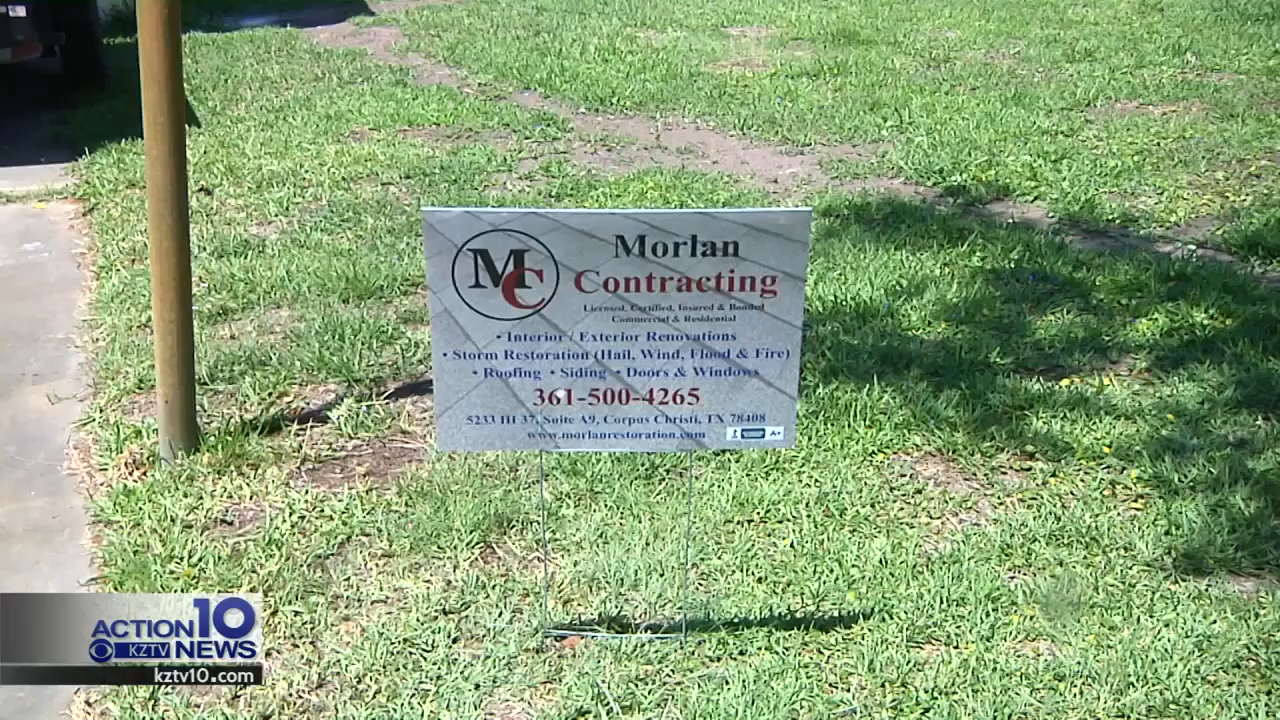 MC
Morlan
Contracting
Licensed, Certified, Insured & Bonded
Commercial & Residential
• Interior / Exterior Renovations
• Storm Restoration (Hail, Wind, Flood & Fire)
• Roofing • Siding • Doors & Windows
361-500-4265
5233 IH 37, Suite A9, Corpus Christi, TX 78408
www.morlanrestoration.com
A+
ACTION 10
KZTV NEWS
kztv10.com